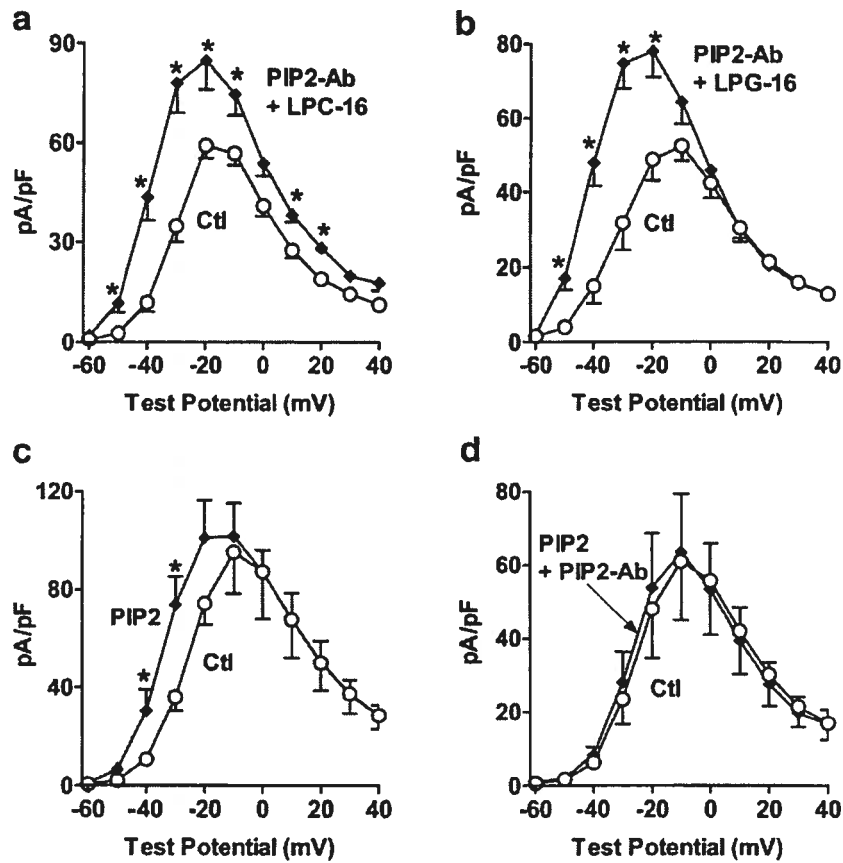 a
90
60
30
0
pA/pF
* * * * * * *
*
PIP2-Ab
+ LPC-16
Ctl
-60 -40 -20 0 20 40
Test Potential (mV)
b
80
60
40
20
0
pA/pF
* * * *
PIP2-Ab
+ LPG-16
Ctl
-60 -40 -20 0 20 40
Test Potential (mV)
c
120
80
40
0
pA/pF
* *
PIP2
Ctl
-60 -40 -20 0 20 40
Test Potential (mV)
d
80
60
40
20
0
pA/pF
PIP2
+ PIP2-Ab
Ctl
-60 -40 -20 0 20 40
Test Potential (mV)